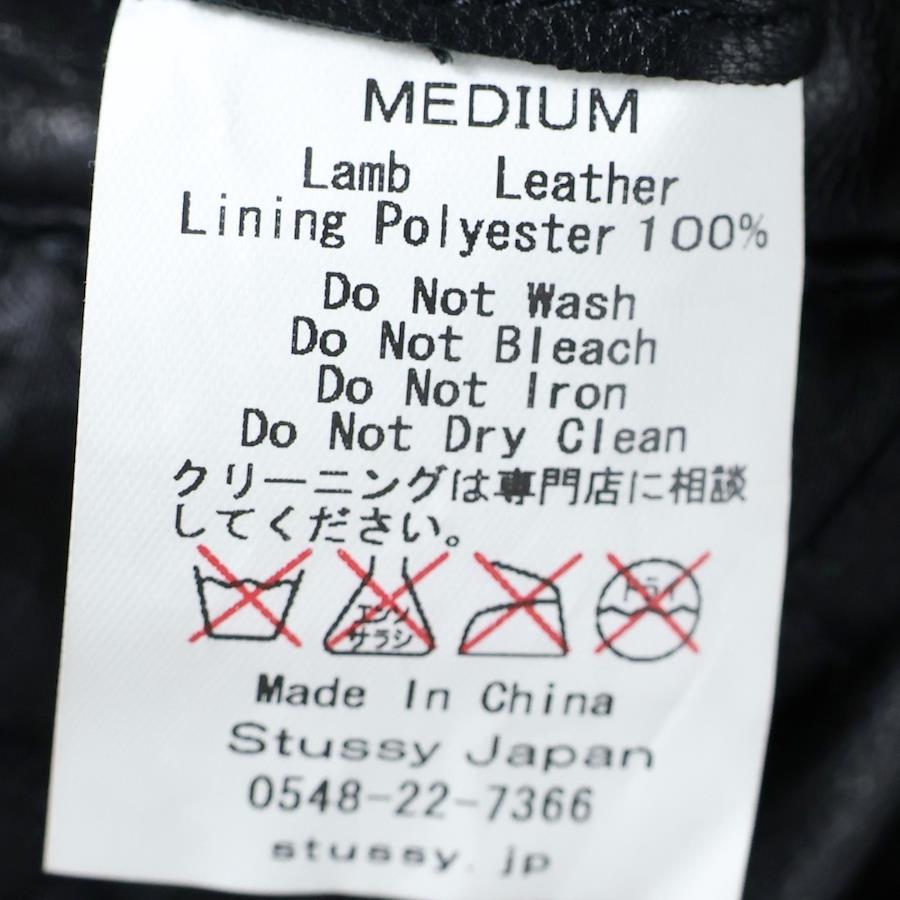 MEDIUM
Lamb Leather
Lining Polyester 100%
Do Not Wash
Do Not Bleach
Do Not Iron
Do Not Dry Clean
クリーニングは専門店に相談
してください。
エンソ
サラシ
ドライ
Made In China
Stussy Japan
0548-22-7366
stussy.jp